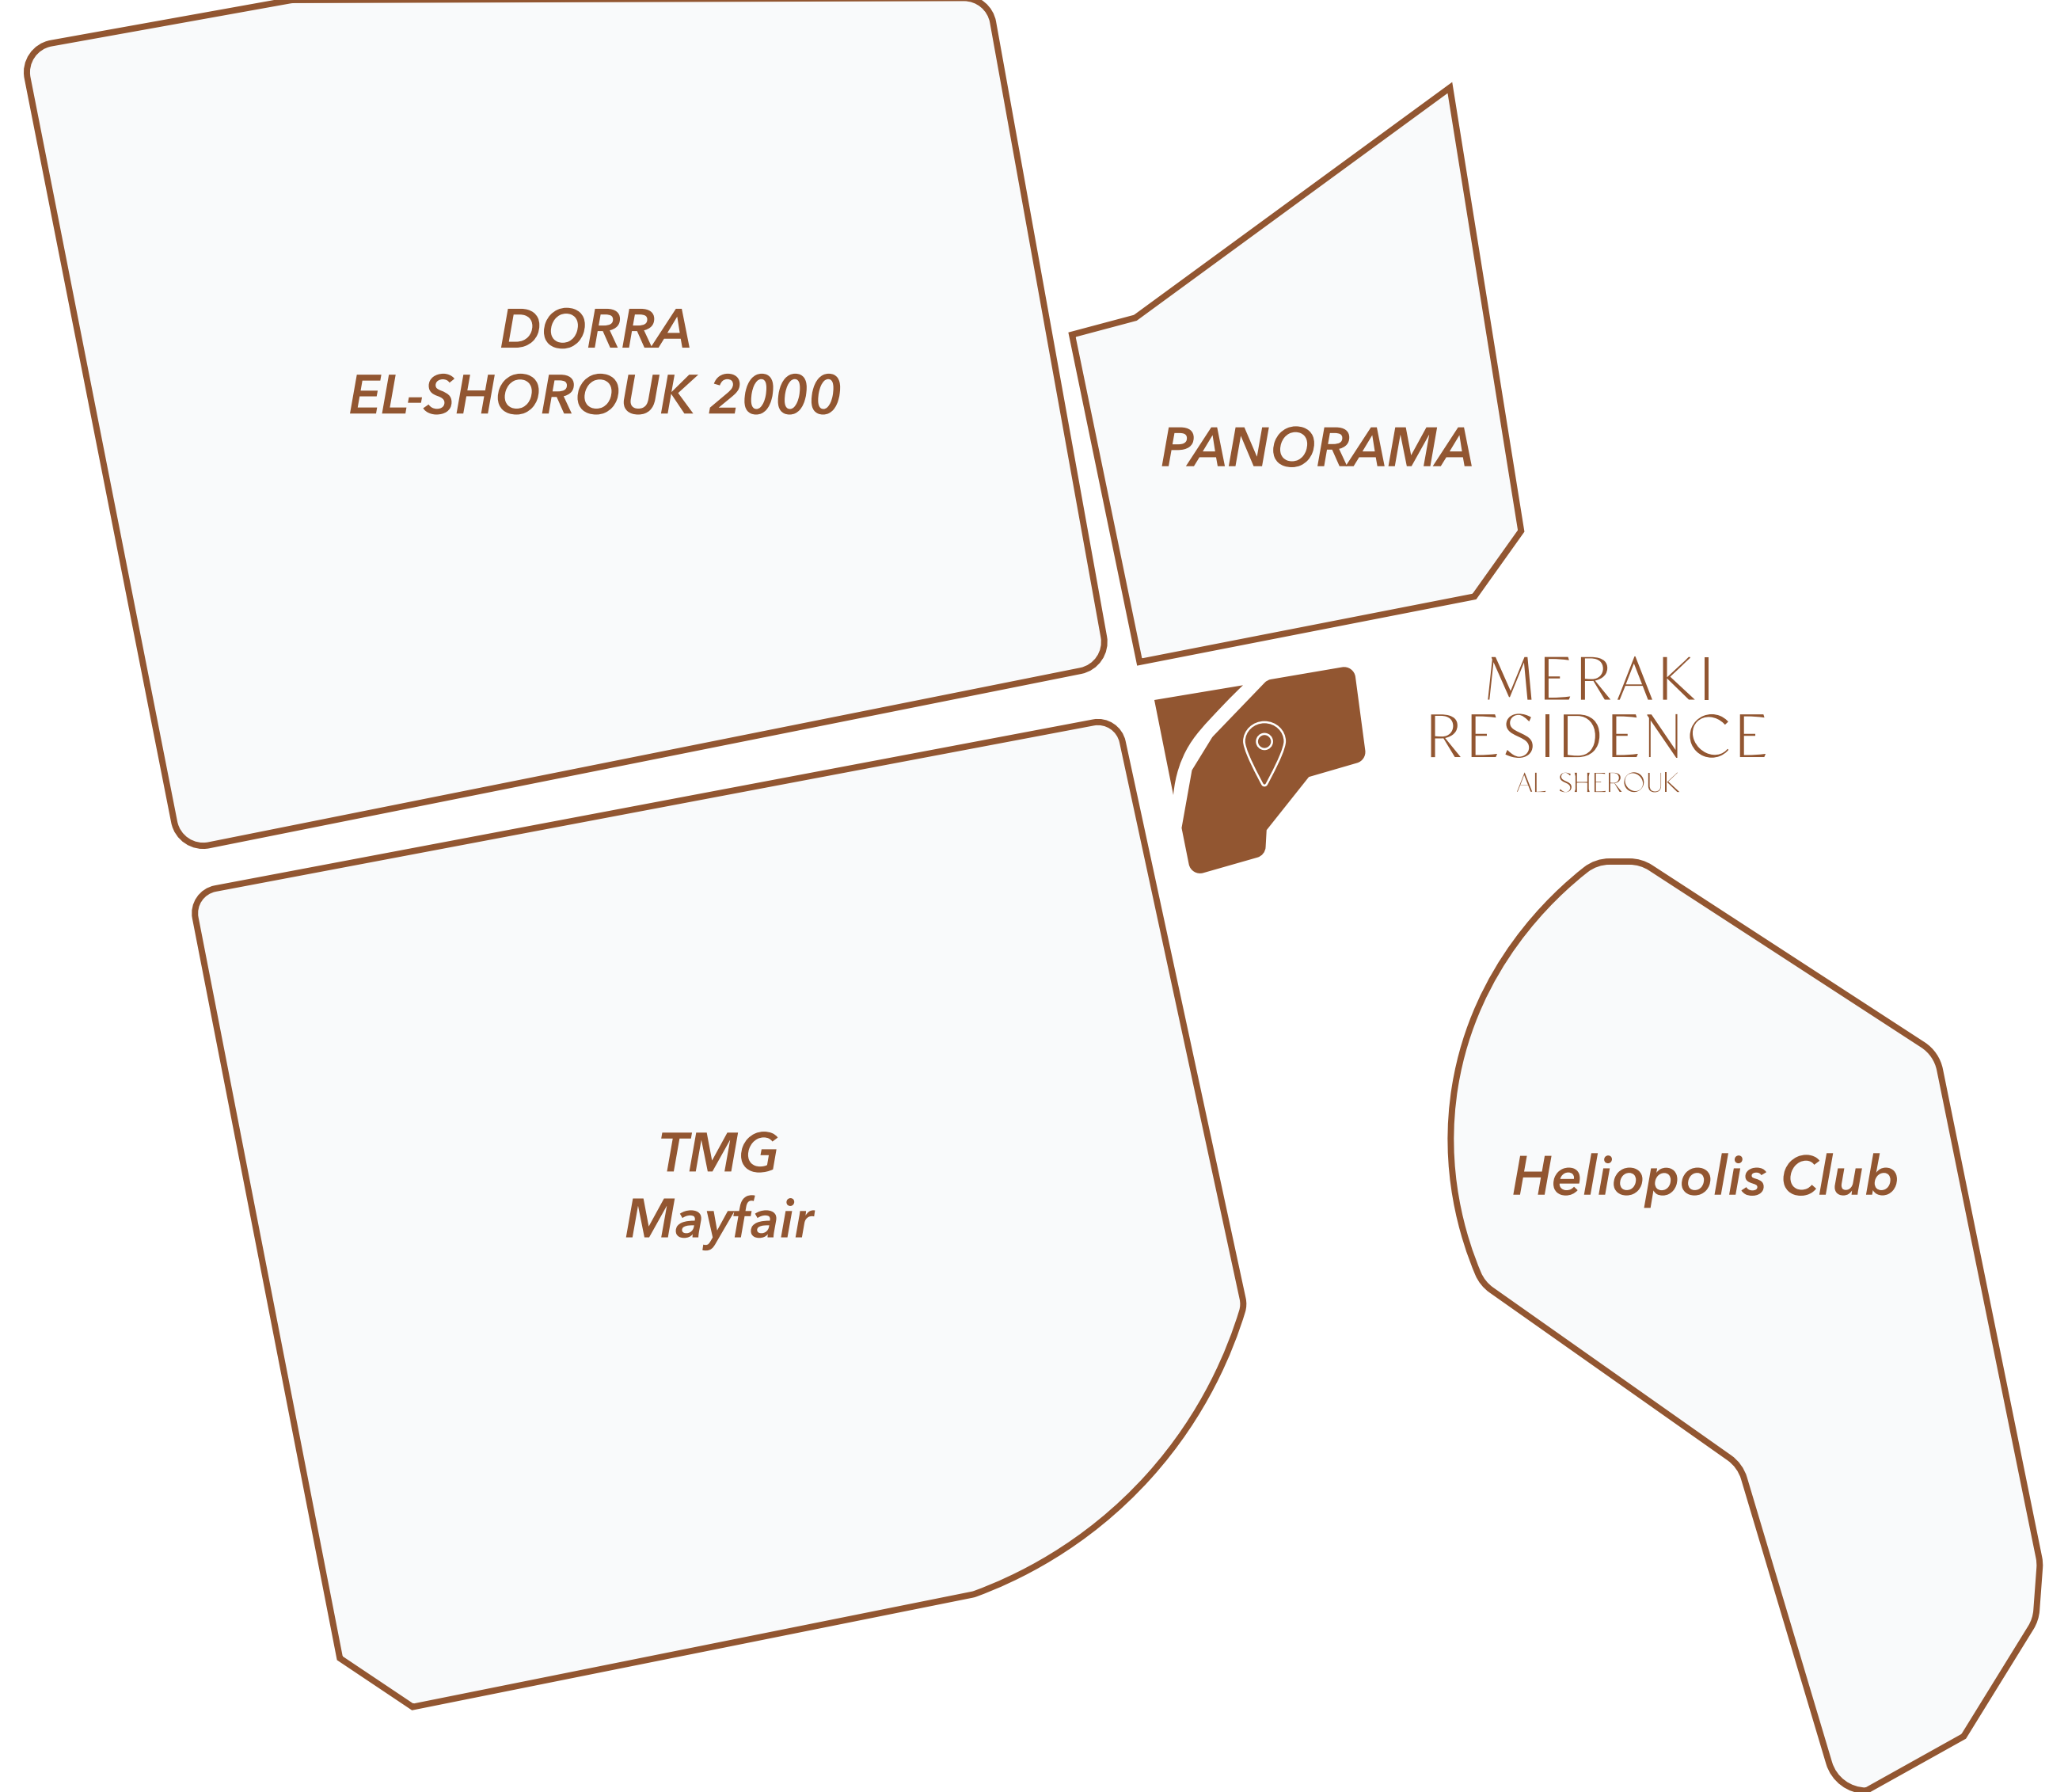 DORRA
EL-SHOROUK 2000
PANORAMA
MERAKI
RESIDENCE
AL SHEROUK
TMG
Mayfair
Heliopolis Club